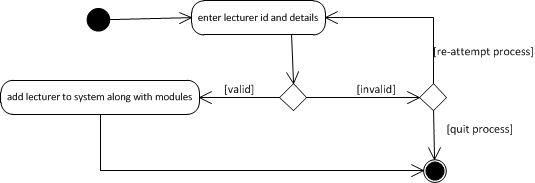 enter lecturer id and details
[re-attempt process]
[valid]
[invalid]
add lecturer to system along with modules
[quit process]